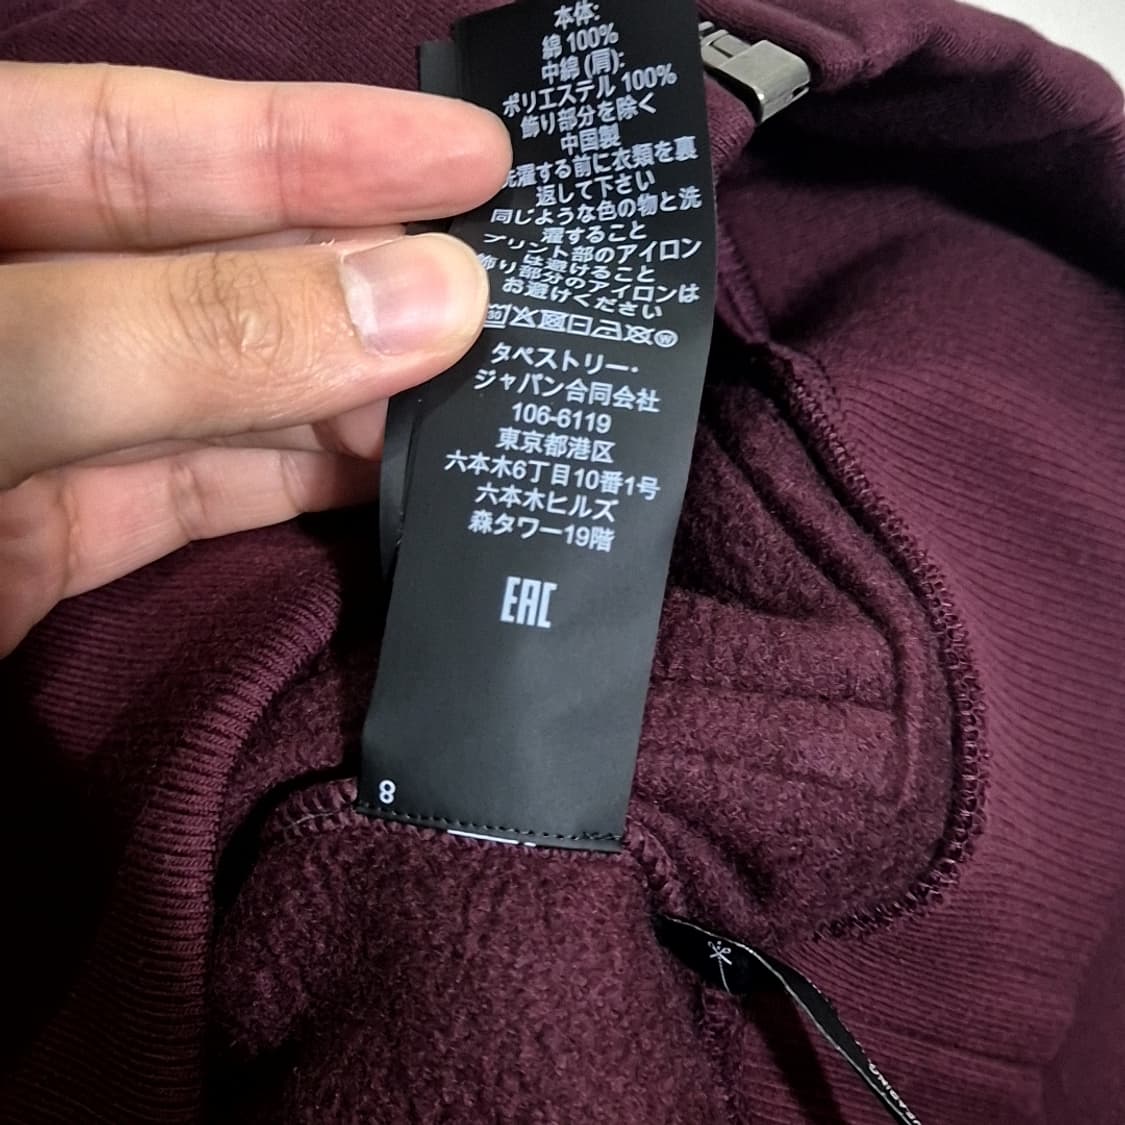 本体:
綿 100%
中綿 (肩):
ポリエステル 100%
飾り部分を除く
中国製
洗濯する前に衣類を裏
返して下さい
同じような色の物と洗
濯すること
プリント部のアイロン
は避けること
飾り部分のアイロンは
お避けください
30
W
タペストリー・
ジャパン合同会社
106-6119
東京都港区
六本木6丁目10番1号
六本木ヒルズ
森タワー19階
EAC
8